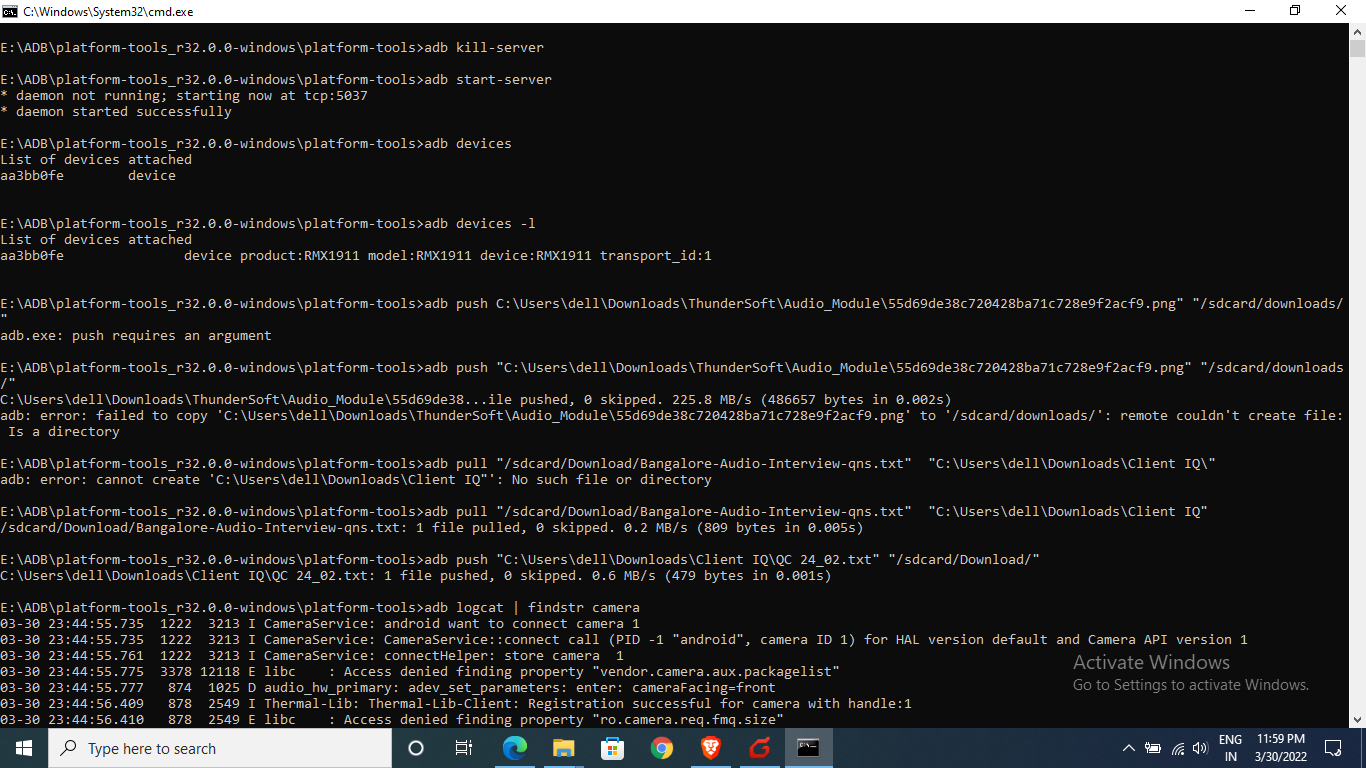 C:\Windows\System32\cmd.exe
E:\ADB\platform-tools_r32.0.0-windows\platform-tools>adb kill-server
E:\ADB\platform-tools_r32.0.0-windows\platform-tools>adb start-server
* daemon not running; starting now at tcp:5037
* daemon started successfully
E:\ADB\platform-tools_r32.0.0-windows\platform-tools>adb devices
List of devices attached
aa3bb0fe        device
E:\ADB\platform-tools_r32.0.0-windows\platform-tools>adb devices -l
List of devices attached
aa3bb0fe               device product:RMX1911 model:RMX1911 device:RMX1911 transport_id:1
E:\ADB\platform-tools_r32.0.0-windows\platform-tools>adb push C:\Users\dell\Downloads\ThunderSoft\Audio_Module\55d69de38c720428ba71c728e9f2acf9.png" "/sdcard/downloads/
"
adb.exe: push requires an argument
E:\ADB\platform-tools_r32.0.0-windows\platform-tools>adb push "C:\Users\dell\Downloads\ThunderSoft\Audio_Module\55d69de38c720428ba71c728e9f2acf9.png" "/sdcard/downloads
/"
C:\Users\dell\Downloads\ThunderSoft\Audio_Module\55d69de38...ile pushed, 0 skipped. 225.8 MB/s (486657 bytes in 0.002s)
adb: error: failed to copy 'C:\Users\dell\Downloads\ThunderSoft\Audio_Module\55d69de38c720428ba71c728e9f2acf9.png' to '/sdcard/downloads/': remote couldn't create file:
 Is a directory
E:\ADB\platform-tools_r32.0.0-windows\platform-tools>adb pull "/sdcard/Download/Bangalore-Audio-Interview-qns.txt"  "C:\Users\dell\Downloads\Client IQ\"
adb: error: cannot create 'C:\Users\dell\Downloads\Client IQ"': No such file or directory
E:\ADB\platform-tools_r32.0.0-windows\platform-tools>adb pull "/sdcard/Download/Bangalore-Audio-Interview-qns.txt"  "C:\Users\dell\Downloads\Client IQ"
/sdcard/Download/Bangalore-Audio-Interview-qns.txt: 1 file pulled, 0 skipped. 0.2 MB/s (809 bytes in 0.005s)
E:\ADB\platform-tools_r32.0.0-windows\platform-tools>adb push "C:\Users\dell\Downloads\Client IQ\QC 24_02.txt" "/sdcard/Download/"
C:\Users\dell\Downloads\Client IQ\QC 24_02.txt: 1 file pushed, 0 skipped. 0.6 MB/s (479 bytes in 0.001s)
E:\ADB\platform-tools_r32.0.0-windows\platform-tools>adb logcat | findstr camera
03-30 23:44:55.735  1222  3213 I CameraService: android want to connect camera 1
03-30 23:44:55.735  1222  3213 I CameraService: CameraService::connect call (PID -1 "android", camera ID 1) for HAL version default and Camera API version 1
03-30 23:44:55.761  1222  3213 I CameraService: connectHelper: store camera  1
03-30 23:44:55.775  3378 12118 E libc    : Access denied finding property "vendor.camera.aux.packagelist"
03-30 23:44:55.777   874  1025 D audio_hw_primary: adev_set_parameters: enter: cameraFacing=front
03-30 23:44:56.409   878  2549 I Thermal-Lib: Thermal-Lib-Client: Registration successful for camera with handle:1
03-30 23:44:56.410   878  2549 E libc    : Access denied finding property "ro.camera.req.fmq.size"
Activate Windows
Go to Settings to activate Windows.
Type here to search
ENG
IN
11:59 PM
3/30/2022